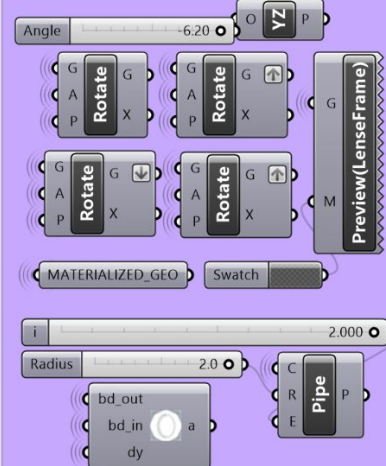 Angle -6.20 O YZ P
G A P Rotate G X
G A P Rotate G X
G M Preview(LenseFrame)
G A P Rotate G X
G A P Rotate G X
MATERIALIZED_GEO Swatch
i 2.000
Radius 2.0
C R E Pipe P
bd_out
bd_in a
dy